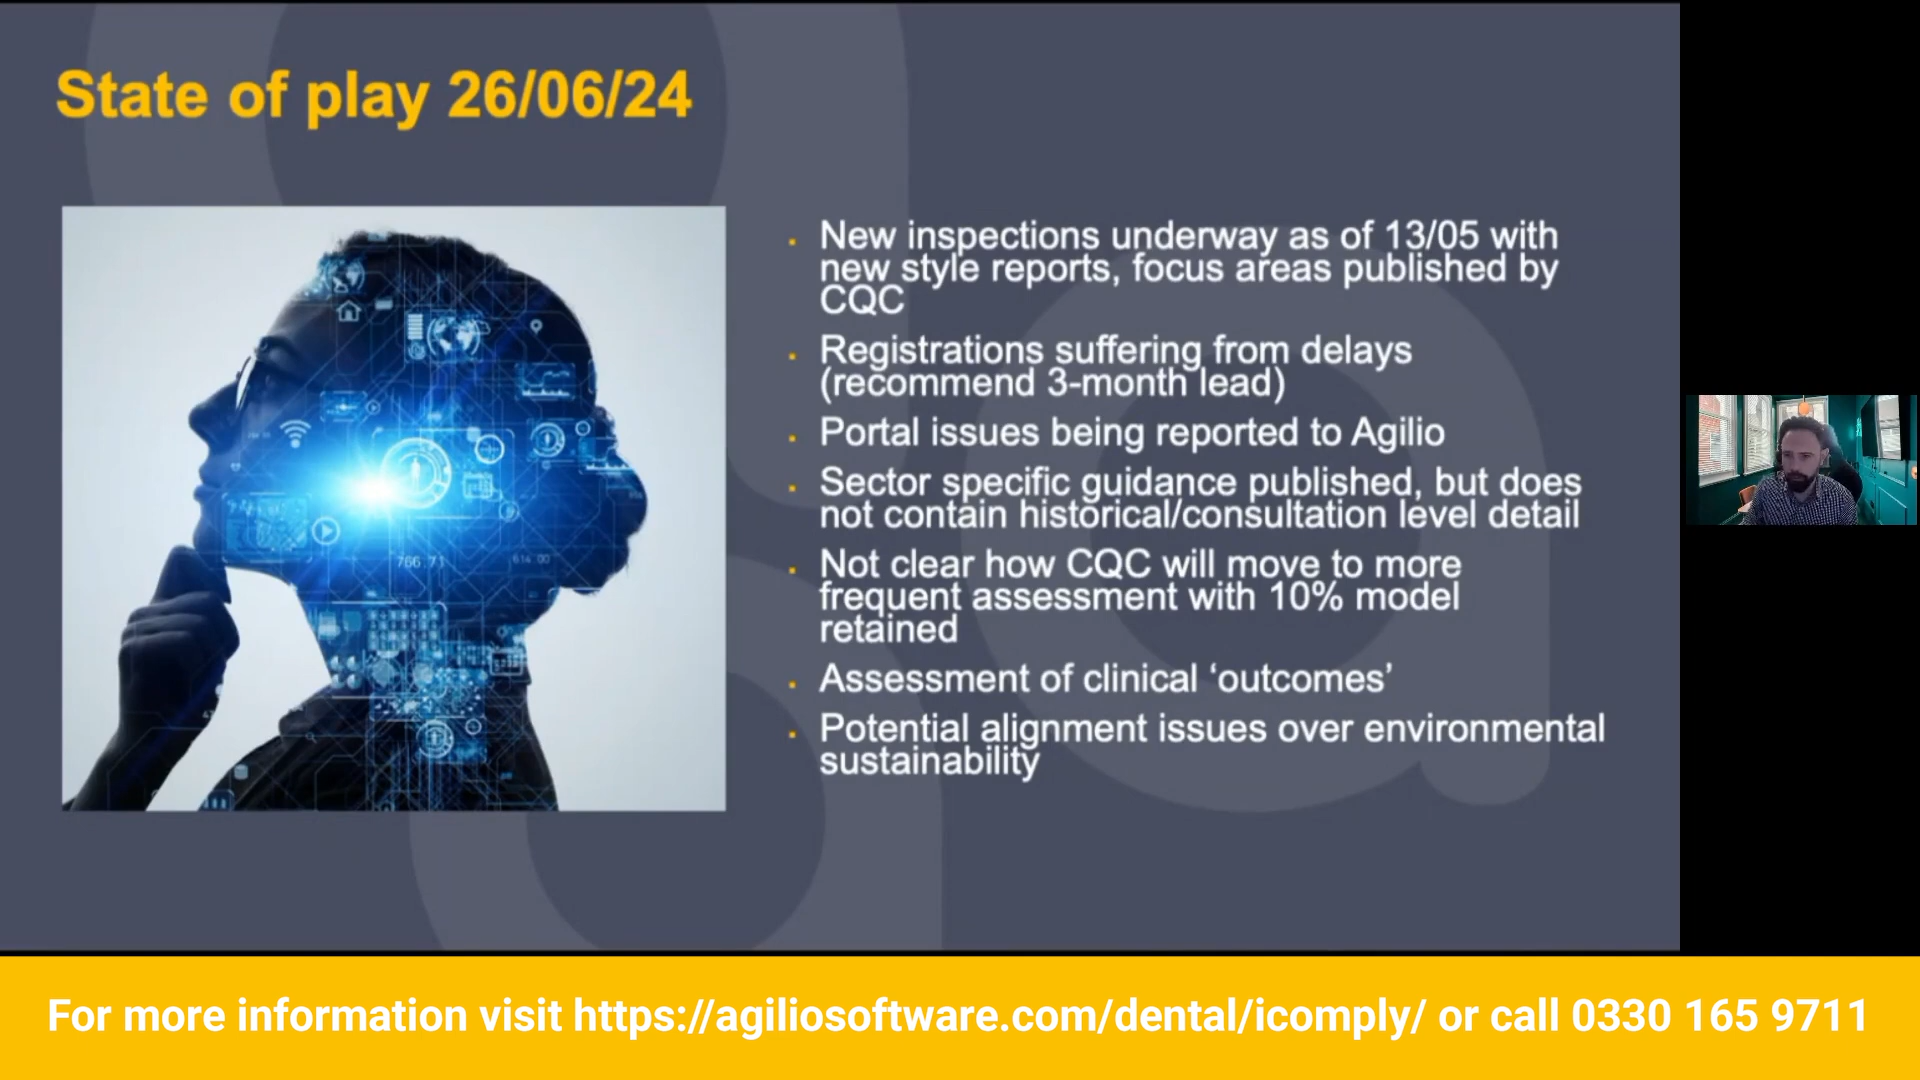 State of play 26/06/24
New inspections underway as of 13/05 with
new style reports, focus areas published by
CQC
Registrations suffering from delays
(recommend 3-month lead)
Portal issues being reported to Agilio
Sector specific guidance published, but does
not contain historical/consultation level detail
Not clear how CQC will move to more
frequent assessment with 10% model
retained
Assessment of clinical ‘outcomes’
Potential alignment issues over environmental
sustainability
766.71
614.00
For more information visit https://agiliosoftware.com/dental/icomply/ or call 0330 165 9711